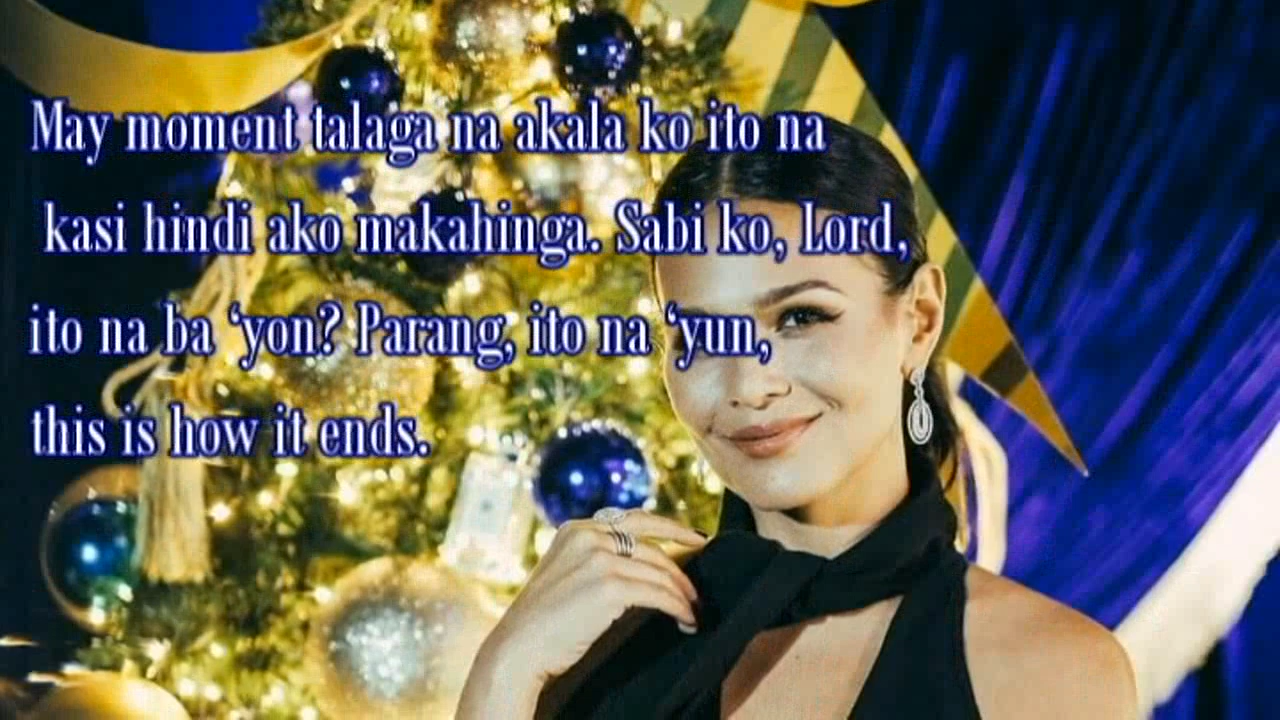 May moment talaga na akala ko ito na
kasi hindi ako makahinga. Sabi ko, Lord,
ito na ba ‘yon? Parang, ito na ‘yun,
this is how it ends.